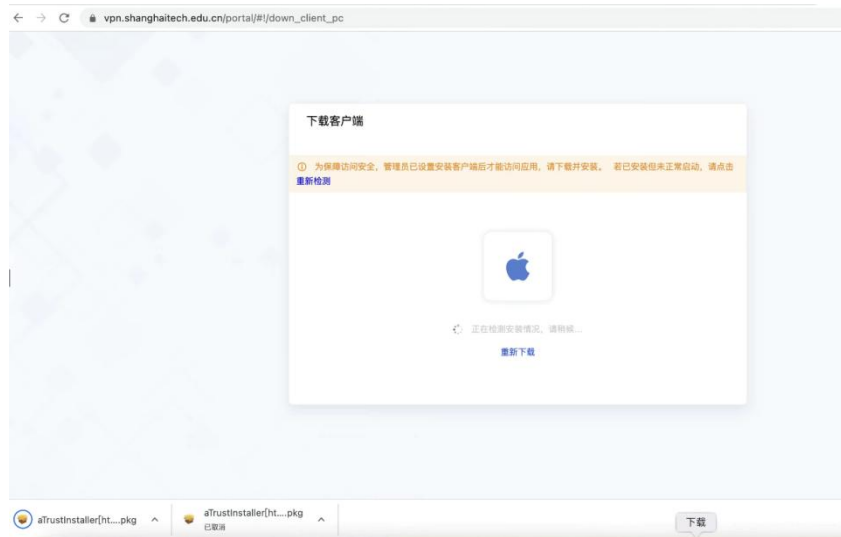 vpn.shanghaitech.edu.cn/portal/#!/down_client_pc
下载客户端
为保障访问安全，管理员已设置安装客户端后才能访问应用，请下载并安装。 若已安装但未正常启动，请点击
重新检测
正在检测安装情况，请稍候...
重新下载
aTrustInstaller[ht....pkg
aTrustInstaller[ht....pkg
已取消
下载